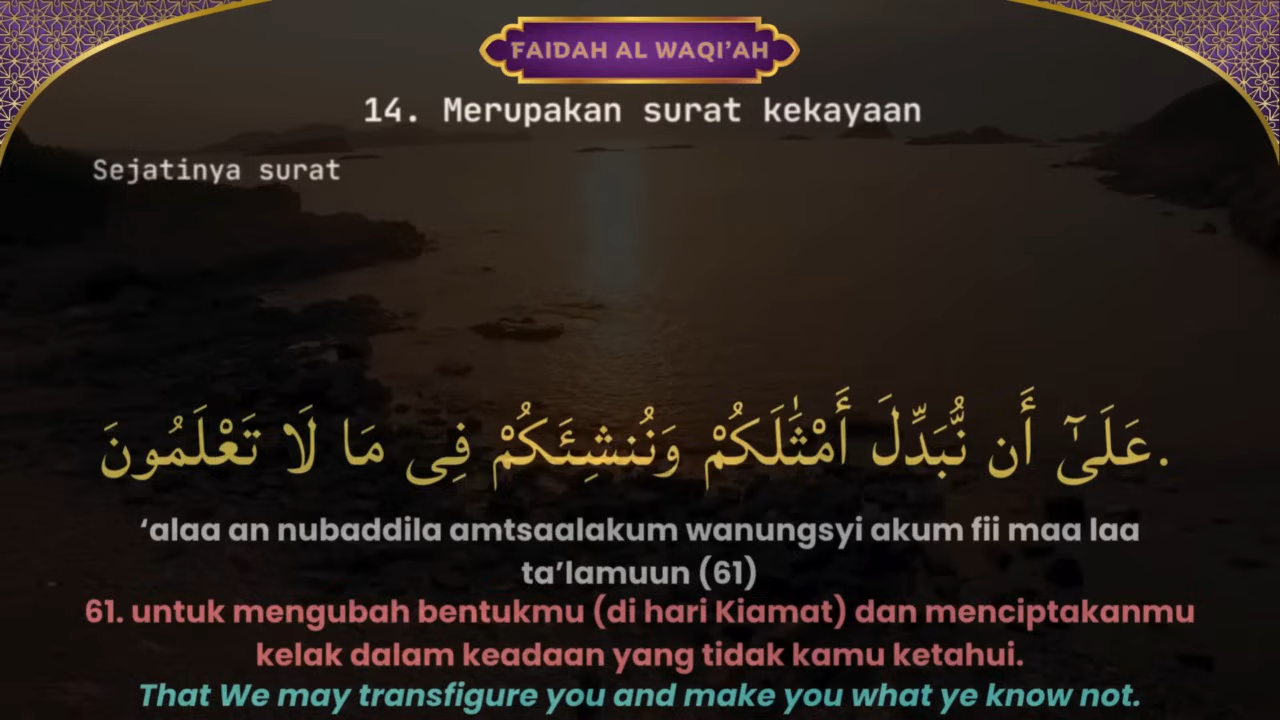 FAIDAH AL WAQI'AH
14. Merupakan surat kekayaan
Sejatinya surat
عَلَىٰٓ أَن نُّبَدِّلَ أَمْثَٰلَكُمْ وَنُنشِئَكُمْ فِى مَا لَا تَعْلَمُونَ.
‘alaa an nubaddila amtsaalakum wanungsyi akum fii maa laa
ta’lamuun (61)
61. untuk mengubah bentukmu (di hari Kiamat) dan menciptakanmu
kelak dalam keadaan yang tidak kamu ketahui.
That We may transfigure you and make you what ye know not.